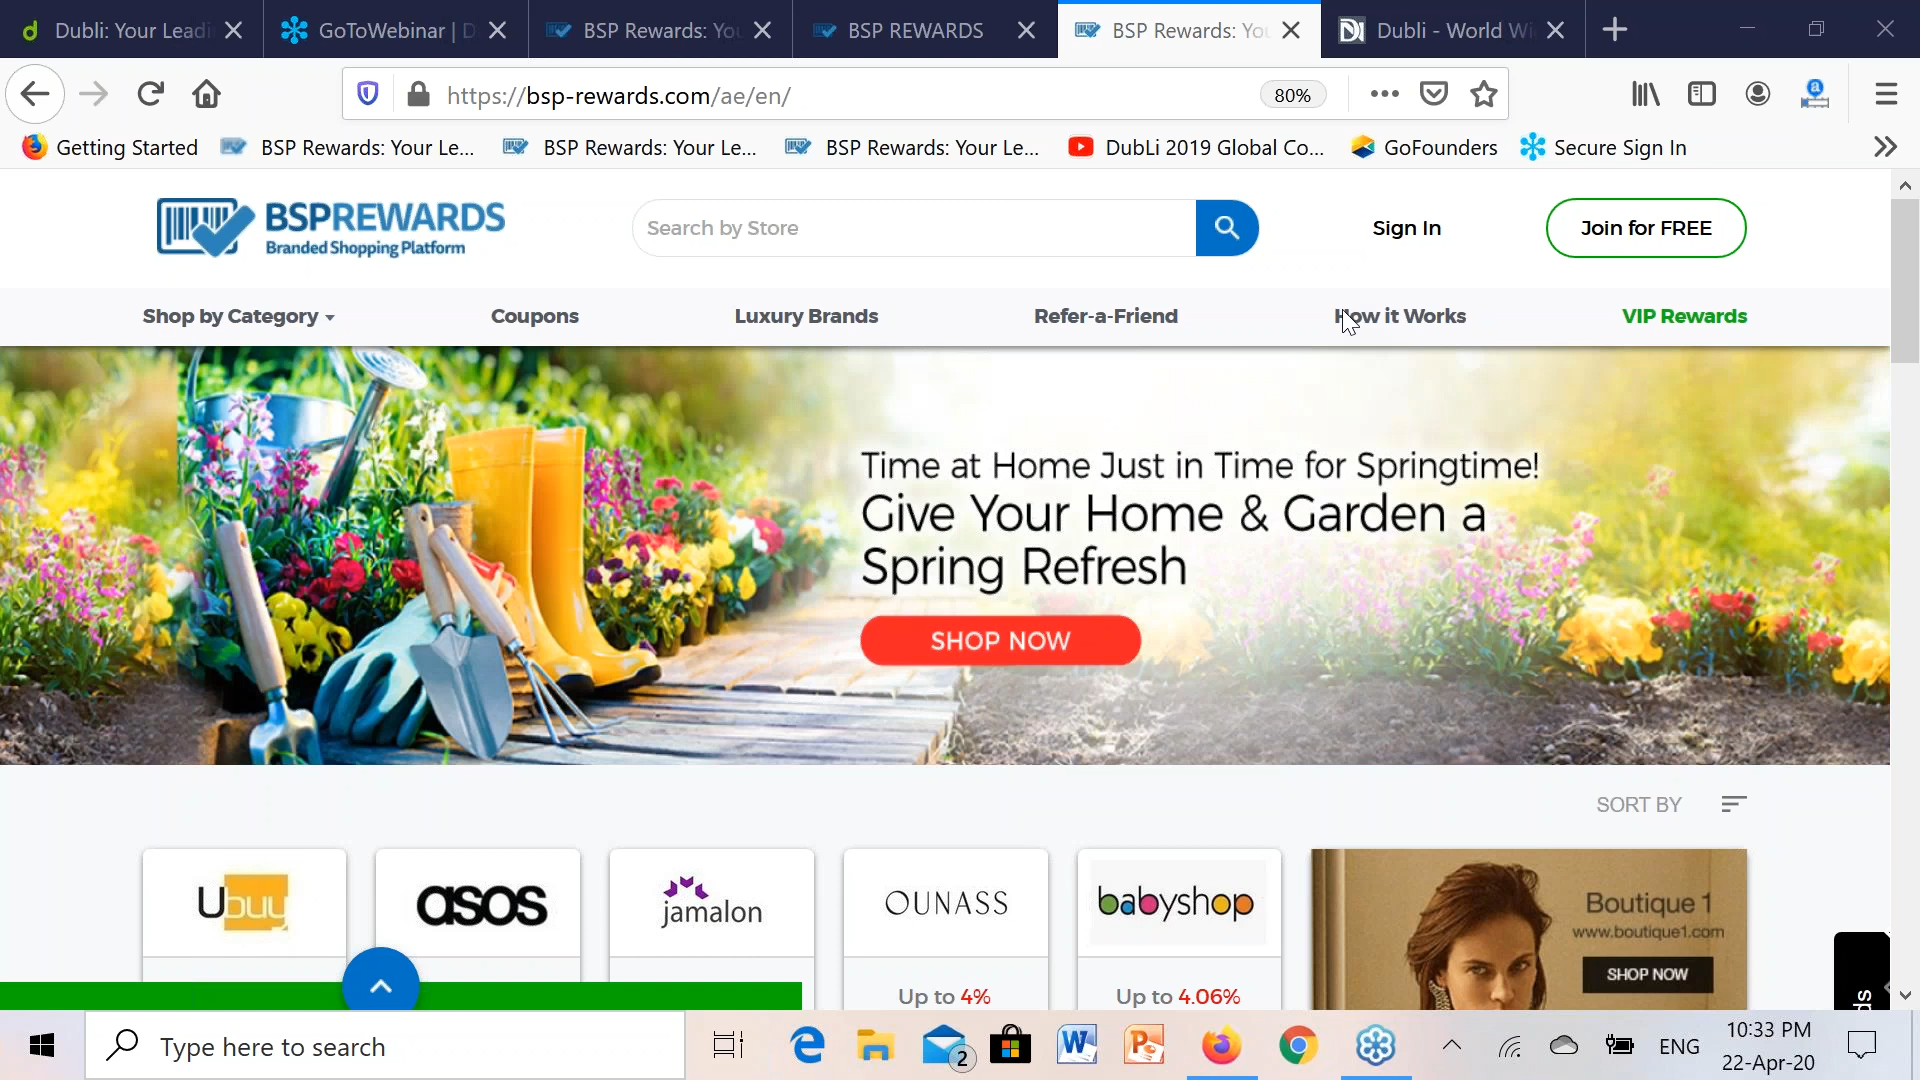 Dubli: Your Leadi
GoToWebinar | D
BSP Rewards: You
BSP REWARDS
BSP Rewards: You
Dubli - World Wi
https://bsp-rewards.com/ae/en/
80%
Getting Started
BSP Rewards: Your Le...
BSP Rewards: Your Le...
BSP Rewards: Your Le...
DubLi 2019 Global Co...
GoFounders
Secure Sign In
BSPREWARDS
Branded Shopping Platform
Search by Store
Sign In
Join for FREE
Shop by Category
Coupons
Luxury Brands
Refer-a-Friend
How it Works
VIP Rewards
Time at Home Just in Time for Springtime!
Give Your Home & Garden a
Spring Refresh
SHOP NOW
SORT BY
Ubuy
asos
jamalon
OUNASS
babyshop
Boutique 1
www.boutique1.com
SHOP NOW
Up to 4%
Up to 4.06%
Type here to search
2
ENG
10:33 PM
22-Apr-20